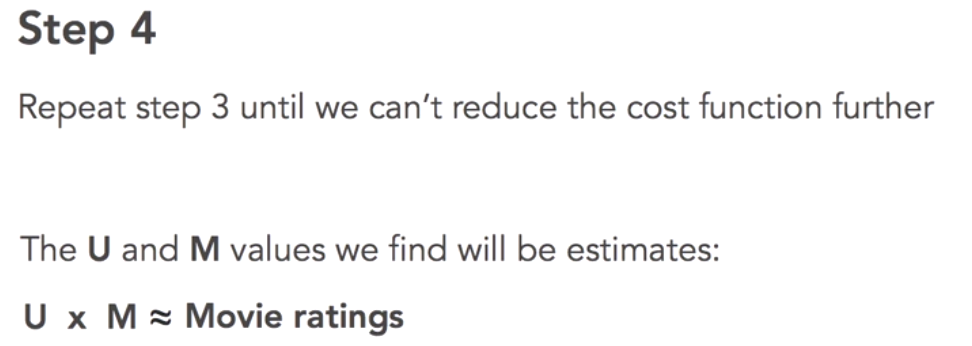 Step 4
Repeat step 3 until we can't reduce the cost function further
The U and M values we find will be estimates:
U x M ≈ Movie ratings